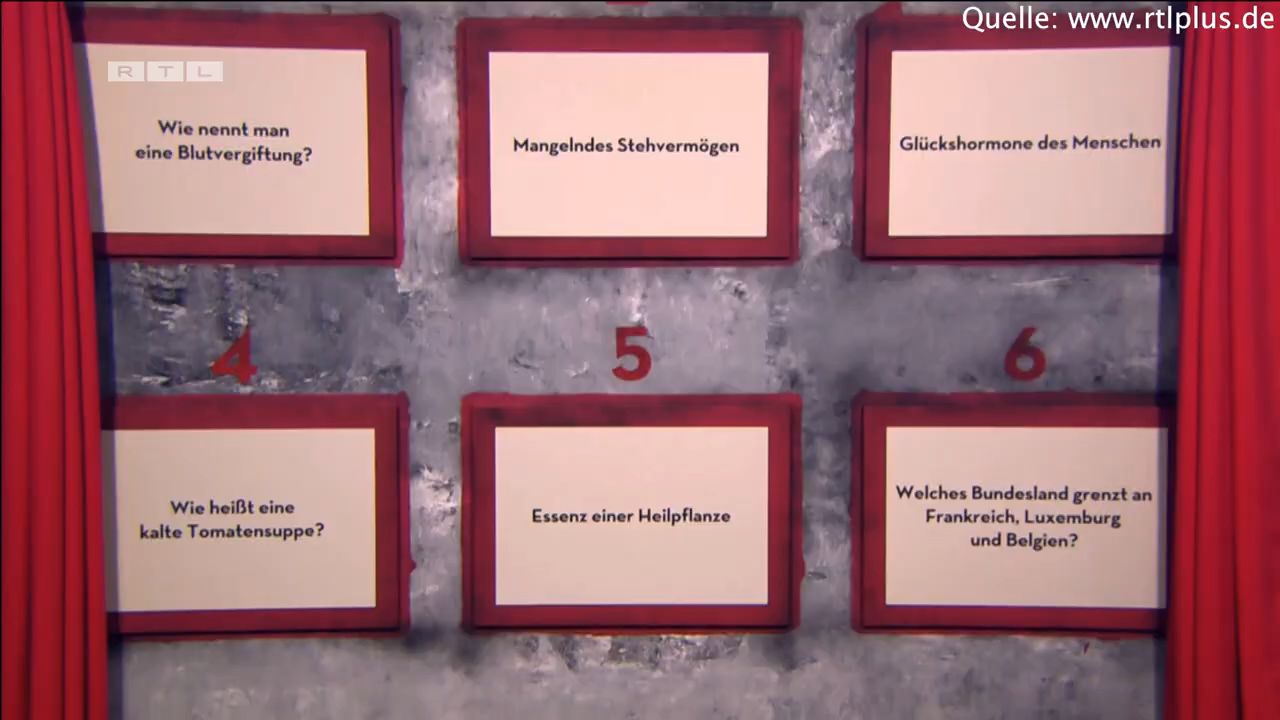 Quelle: www.rtlplus.de
RTL
Wie nennt man
eine Blutvergiftung?
Mangelndes Stehvermögen
Glückshormone des Menschen
4
5
6
Wie heißt eine
kalte Tomatensuppe?
Essenz einer Heilpflanze
Welches Bundesland grenzt an
Frankreich, Luxemburg
und Belgien?